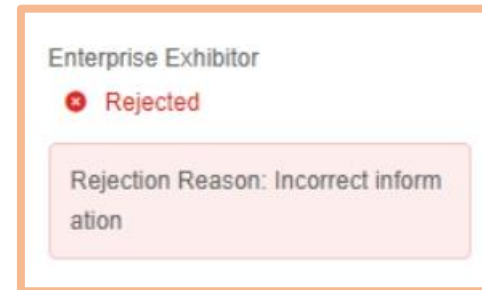 Enterprise Exhibitor
Rejected
Rejection Reason: Incorrect inform
ation